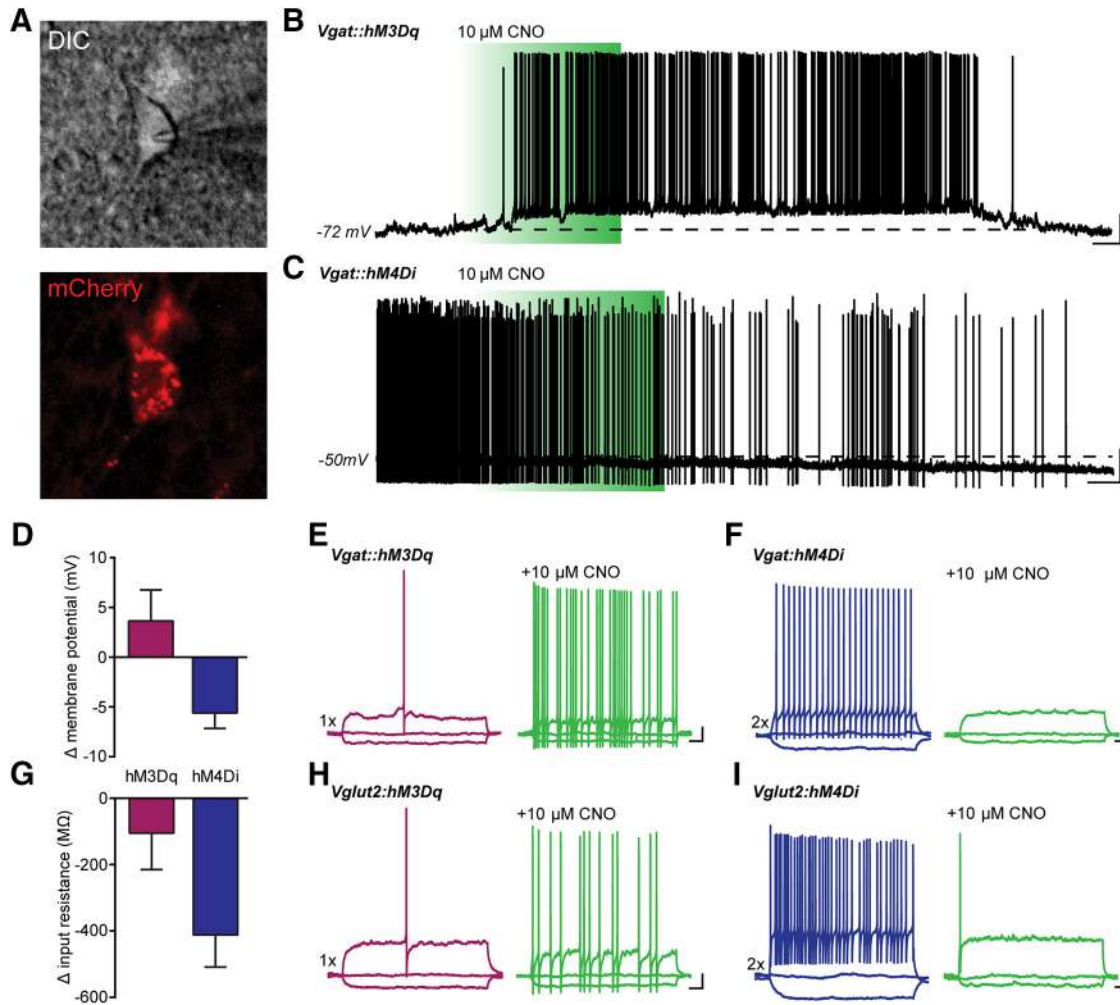 A
DIC
mCherry
B
Vgat::hM3Dq
10 µM CNO
-72 mV
C
Vgat::hM4Di
10 µM CNO
-50mV
D
Δ membrane potential (mV)
10
5
0
-5
-10
E
Vgat::hM3Dq
+10 µM CNO
1x
F
Vgat:hM4Di
+10 µM CNO
2x
G
hM3Dq hM4Di
Δ input resistance (MΩ)
0
-200
-400
-600
H
Vglut2:hM3Dq
+10 µM CNO
1x
I
Vglut2:hM4Di
+10 µM CNO
2x